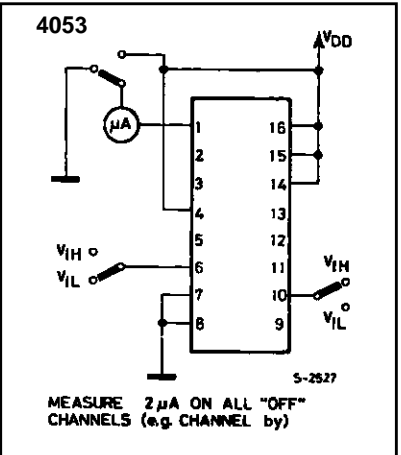 4053
VDD
μA
1 16
2 15
3 14
4 13
5 12
6 11
7 10
8 9
VIH
VIL
VIH
VIL
S-2527
MEASURE 2μA ON ALL "OFF"
CHANNELS (e.g. CHANNEL by)